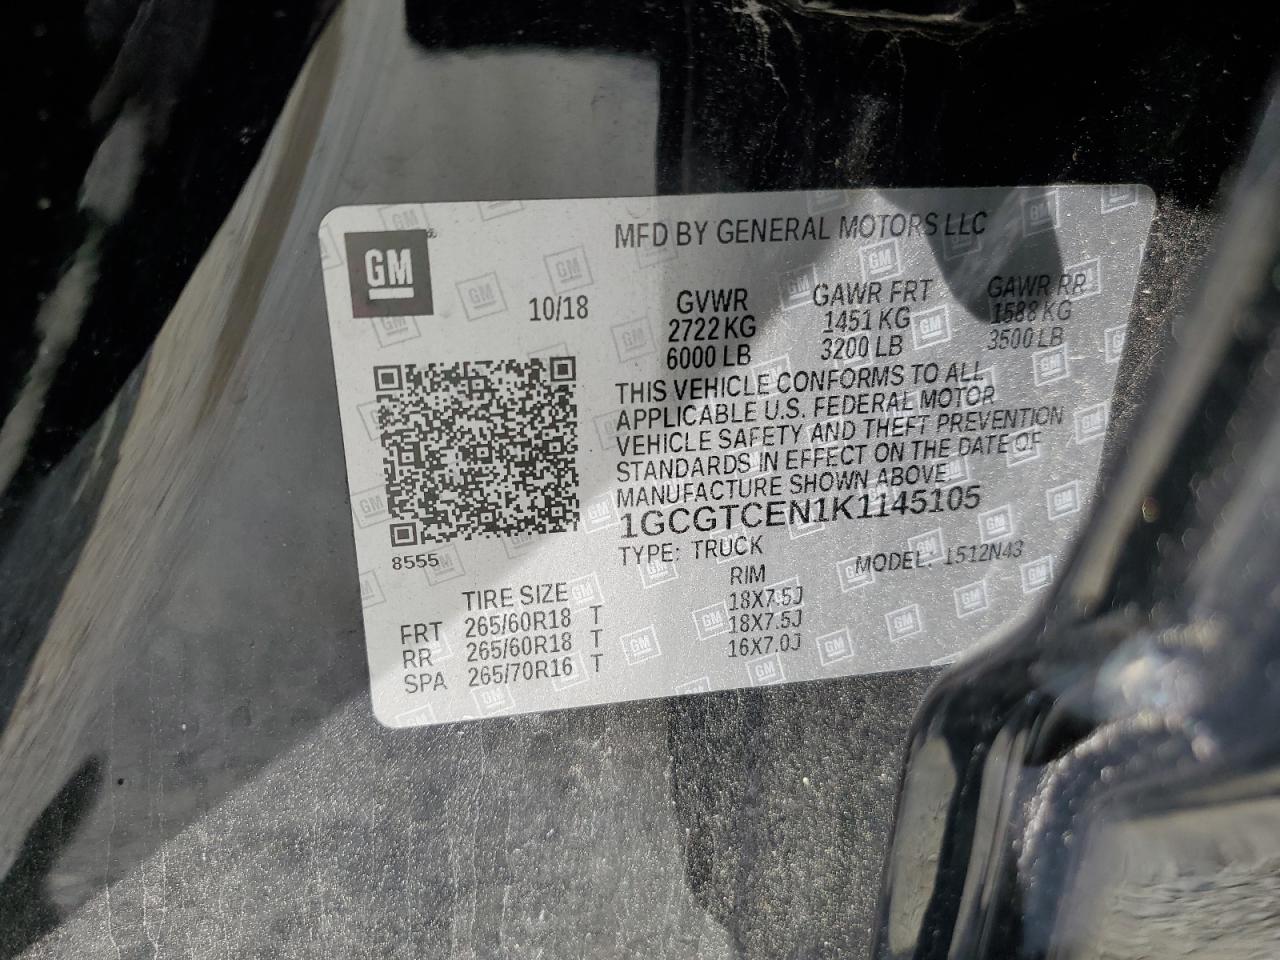 GM
MFD BY GENERAL MOTORS LLC
10/18
GVWR GAWR FRT GAWR RR
2722 KG 1451 KG 1588 KG
6000 LB 3200 LB 3500 LB
THIS VEHICLE CONFORMS TO ALL
APPLICABLE U.S. FEDERAL MOTOR
VEHICLE SAFETY AND THEFT PREVENTION
STANDARDS IN EFFECT ON THE DATE OF
MANUFACTURE SHOWN ABOVE
1GCGTCEN1K1145105
8555
TYPE: TRUCK MODEL: 1512N43
TIRE SIZE RIM
FRT 265/60R18 T 18X7.5J
RR 265/60R18 T 18X7.5J
SPA 265/70R16 T 16X7.0J